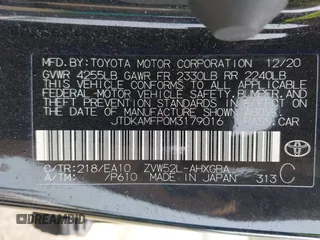 MFD.BY TOYOTA MOTOR CORPORATION 12/20
GVWR 4255LB GAWR FR 2330LB RR 2240LB
THIS VEHICLE CONFORMS TO ALL APPLICABLE
FEDERAL MOTOR VEHICLE SAFETY, BUMPER, AND
THEFT PREVENTION STANDARDS IN EFFECT ON THE
DATE OF MANUFACTURE SHOWN ABOVE.
JTDKAMFP0M3179016 PASS. CAR
C/TR:218/EA10 ZVW52L-AHXGBA
A/TM: /P610 MADE IN JAPAN 313 C
TOYOTA